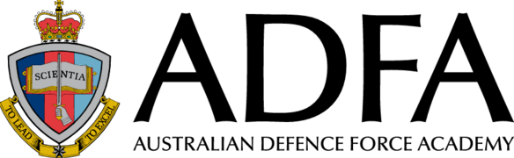 SCIENTIA
TO LEAD TO EXCEL
ADFA
AUSTRALIAN DEFENCE FORCE ACADEMY